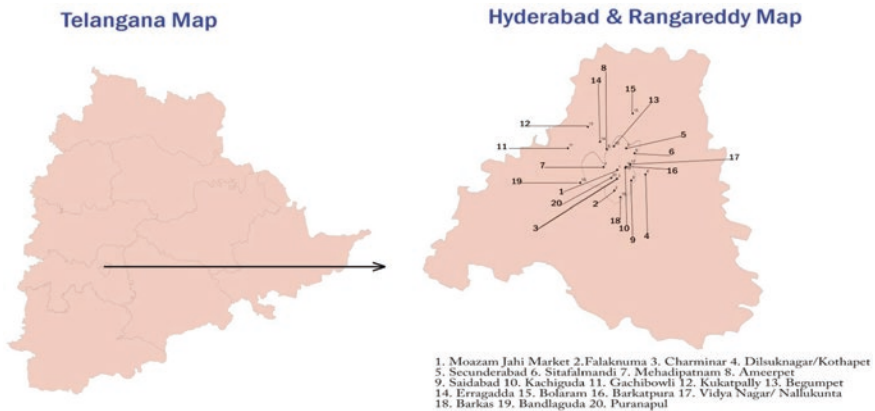 Telangana Map
Hyderabad & Rangareddy Map
8
14
15
13
12
5
11
6
17
7
16
19
1
20
2
3
18
10
9
4
1. Moazam Jahi Market 2.Falaknuma 3. Charminar 4. Dilsuknagar/Kothapet
5. Secunderabad 6. Sitafalmandi 7. Mehadipatnam 8. Ameerpet
9. Saidabad 10. Kachiguda 11. Gachibowli 12. Kukatpally 13. Begumpet
14. Erragadda 15. Bolaram 16. Barkatpura 17. Vidya Nagar/ Nallukunta
18. Barkas 19. Bandlaguda 20. Puranapul